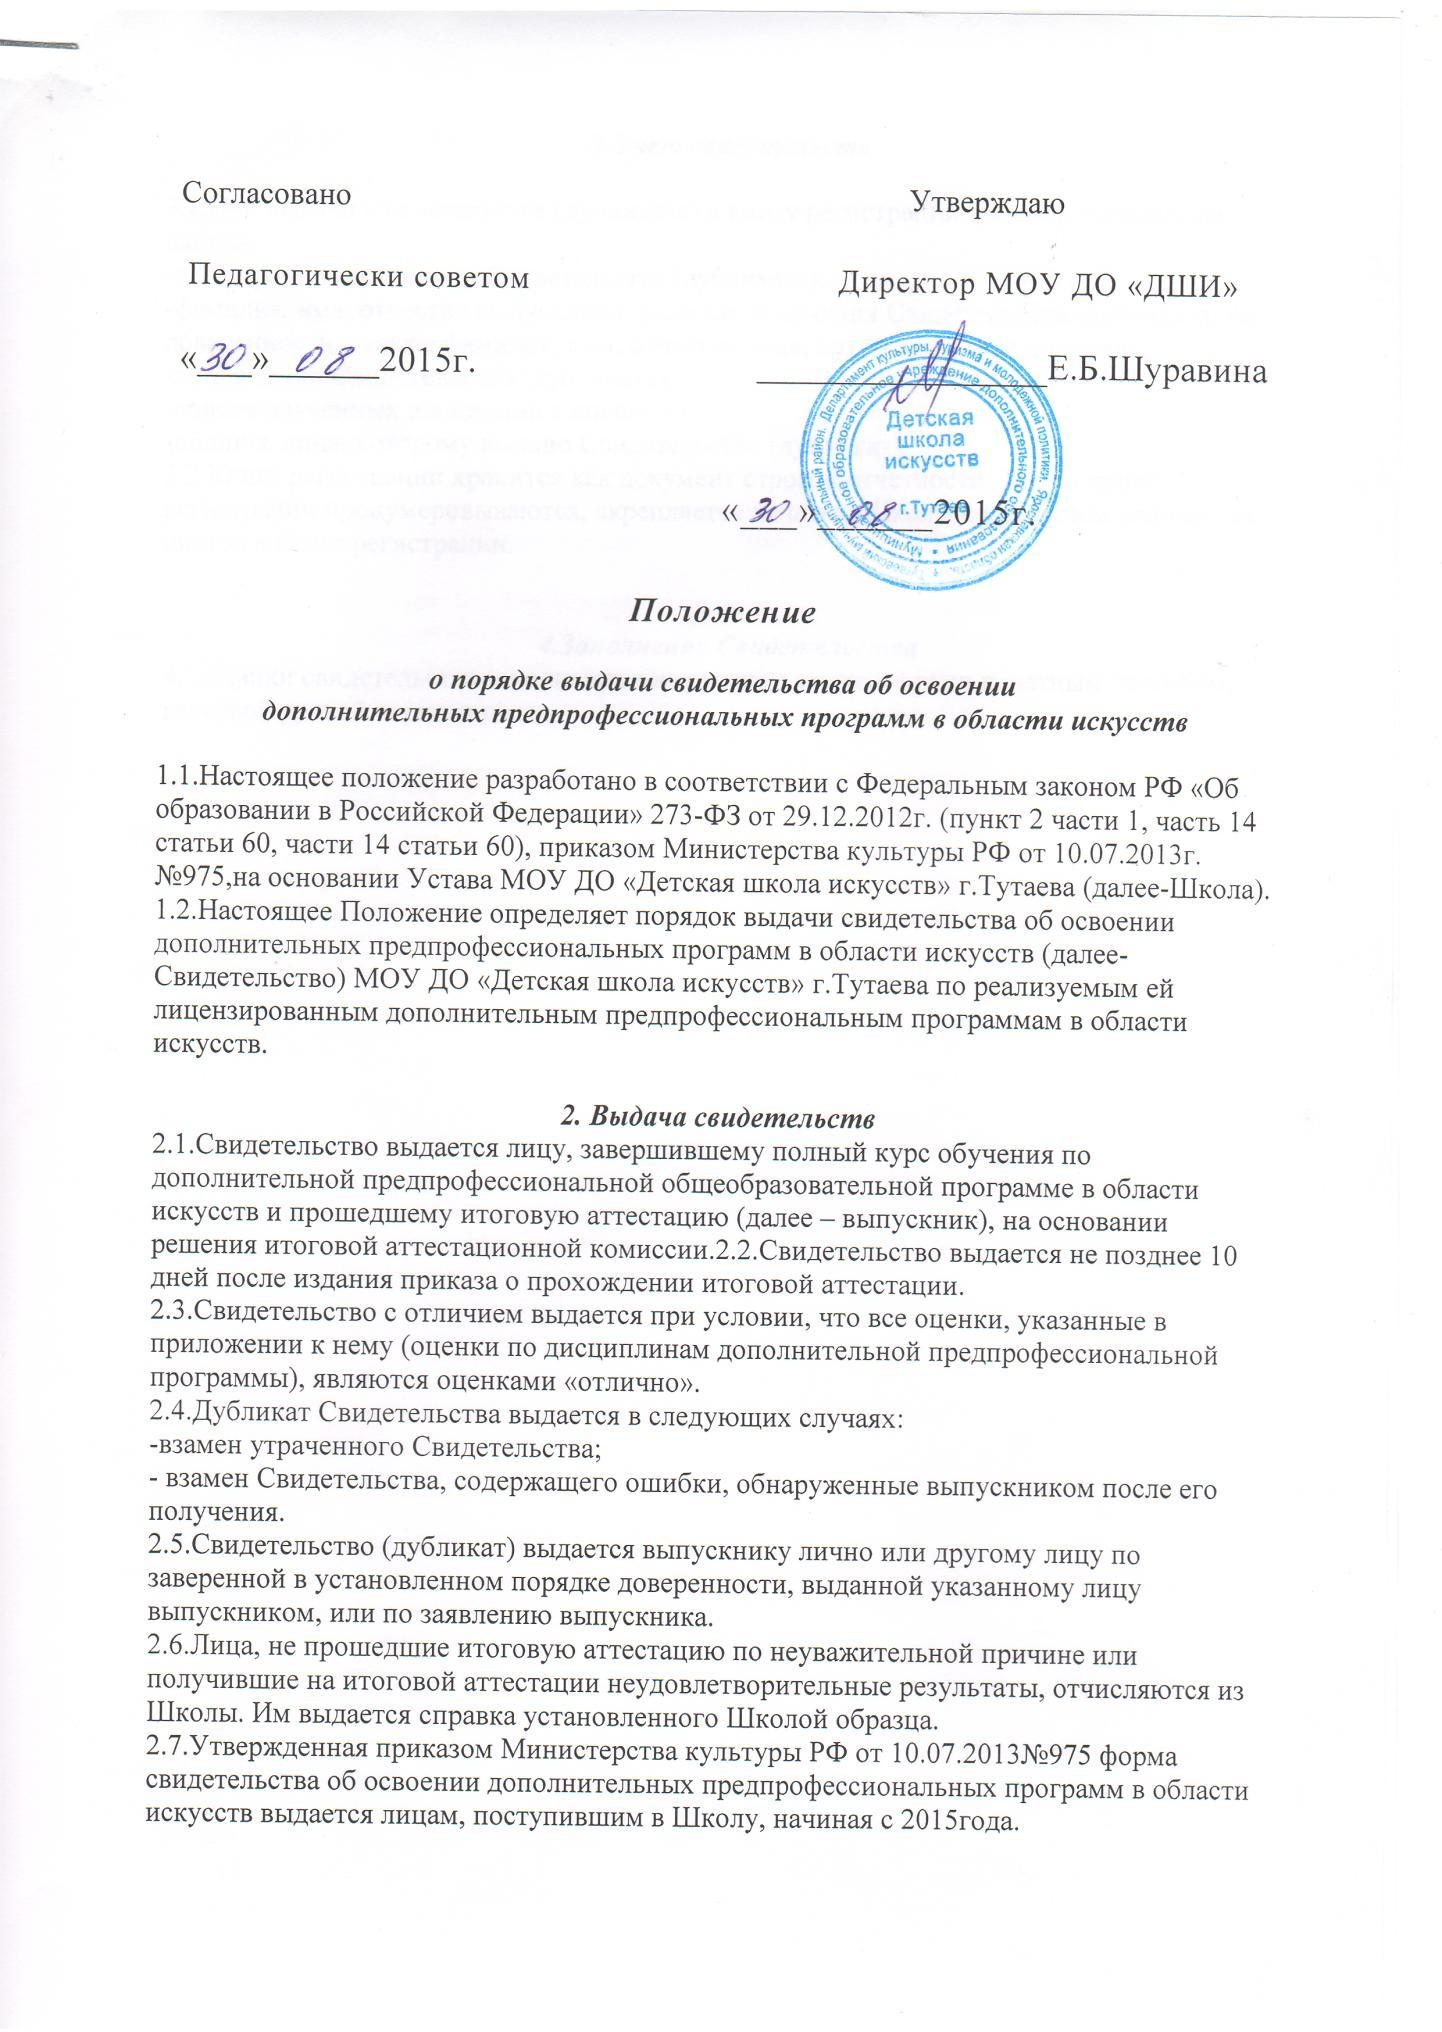 Согласовано
Утверждаю
Педагогически советом
Директор МОУ ДО «ДШИ»
«30» 08 2015г.
Е.Б.Шуравина
Детская
школа
искусств
г.Тутаев
«30» 08 2015г.
Положение
о порядке выдачи свидетельства об освоении
дополнительных предпрофессиональных программ в области искусств
1.1.Настоящее положение разработано в соответствии с Федеральным законом РФ «Об
образовании в Российской Федерации» 273-ФЗ от 29.12.2012г. (пункт 2 части 1, часть 14
статьи 60, части 14 статьи 60), приказом Министерства культуры РФ от 10.07.2013г.
№975,на основании Устава МОУ ДО «Детская школа искусств» г.Тутаева (далее-Школа).
1.2.Настоящее Положение определяет порядок выдачи свидетельства об освоении
дополнительных предпрофессиональных программ в области искусств (далее-
Свидетельство) МОУ ДО «Детская школа искусств» г.Тутаева по реализуемым ей
лицензированным дополнительным предпрофессиональным программам в области
искусств.
2. Выдача свидетельств
2.1.Свидетельство выдается лицу, завершившему полный курс обучения по
дополнительной предпрофессиональной общеобразовательной программе в области
искусств и прошедшему итоговую аттестацию (далее – выпускник), на основании
решения итоговой аттестационной комиссии.2.2.Свидетельство выдается не позднее 10
дней после издания приказа о прохождении итоговой аттестации.
2.3.Свидетельство с отличием выдается при условии, что все оценки, указанные в
приложении к нему (оценки по дисциплинам дополнительной предпрофессиональной
программы), являются оценками «отлично».
2.4.Дубликат Свидетельства выдается в следующих случаях:
-взамен утраченного Свидетельства;
- взамен Свидетельства, содержащего ошибки, обнаруженные выпускником после его
получения.
2.5.Свидетельство (дубликат) выдается выпускнику лично или другому лицу по
заверенной в установленном порядке доверенности, выданной указанному лицу
выпускником, или по заявлению выпускника.
2.6.Лица, не прошедшие итоговую аттестацию по неуважительной причине или
получившие на итоговой аттестации неудовлетворительные результаты, отчисляются из
Школы. Им выдается справка установленного Школой образца.
2.7.Утвержденная приказом Министерства культуры РФ от 10.07.2013№975 форма
свидетельства об освоении дополнительных предпрофессиональных программ в области
искусств выдается лицам, поступившим в Школу, начиная с 2015года.